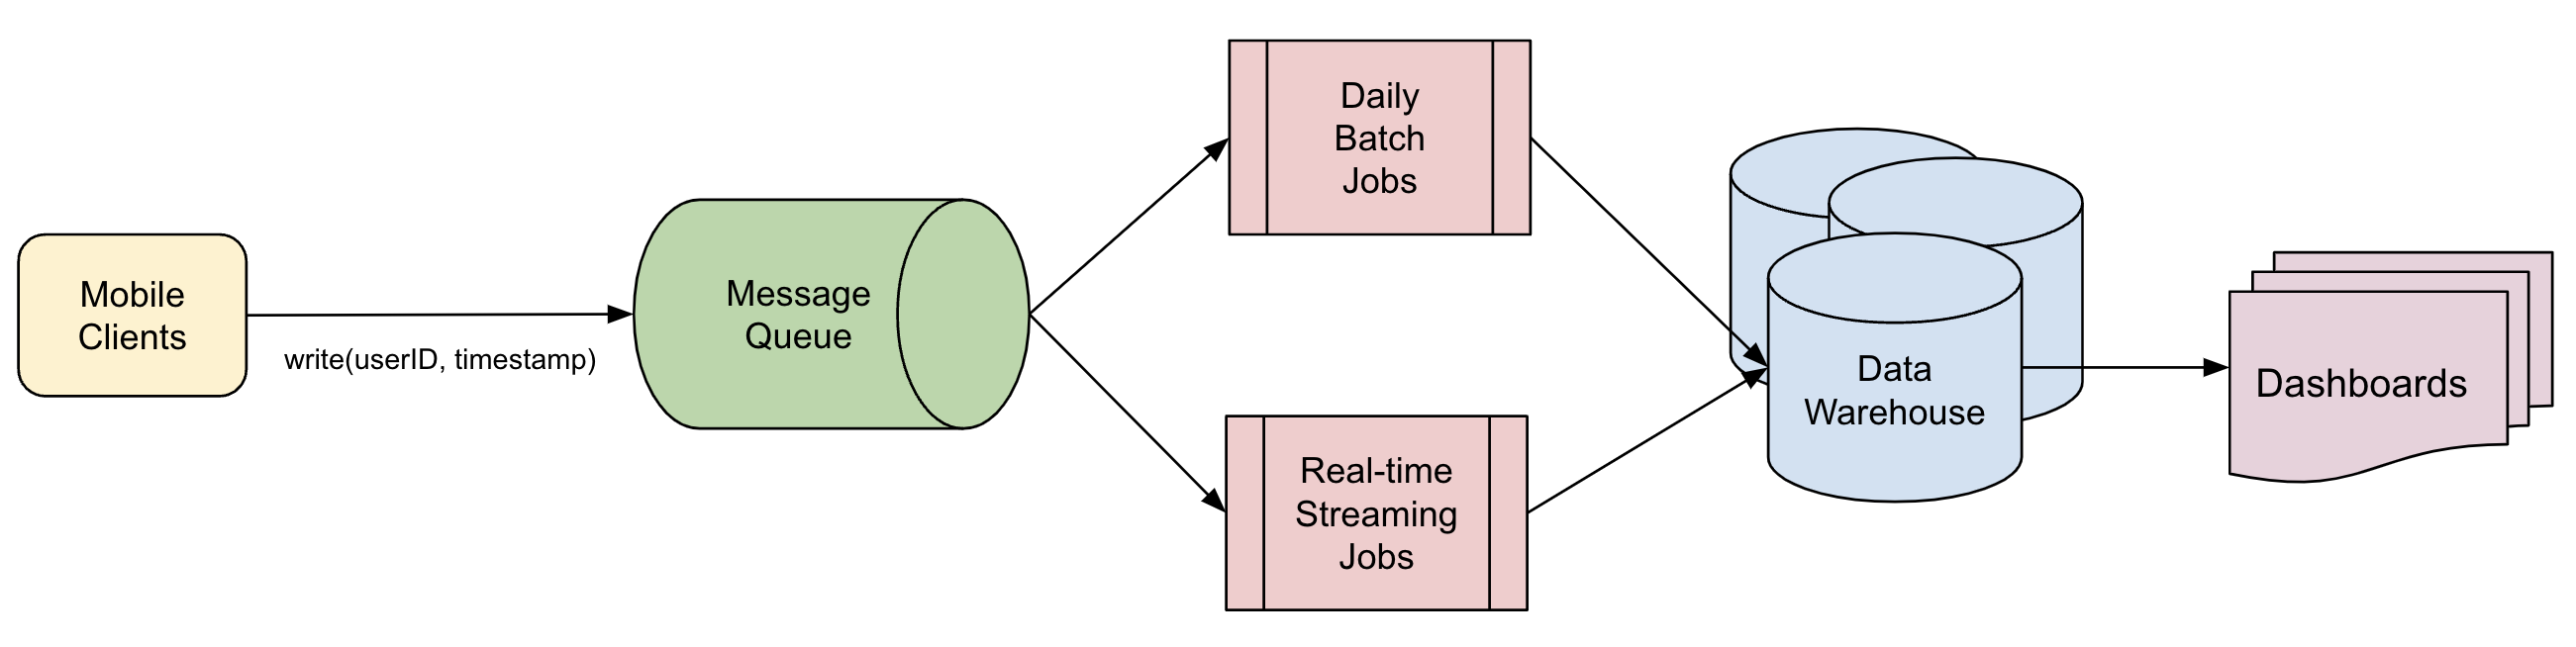 Mobile
Clients
write(userID, timestamp)
Message
Queue
Daily
Batch
Jobs
Real-time
Streaming
Jobs
Data
Warehouse
Dashboards